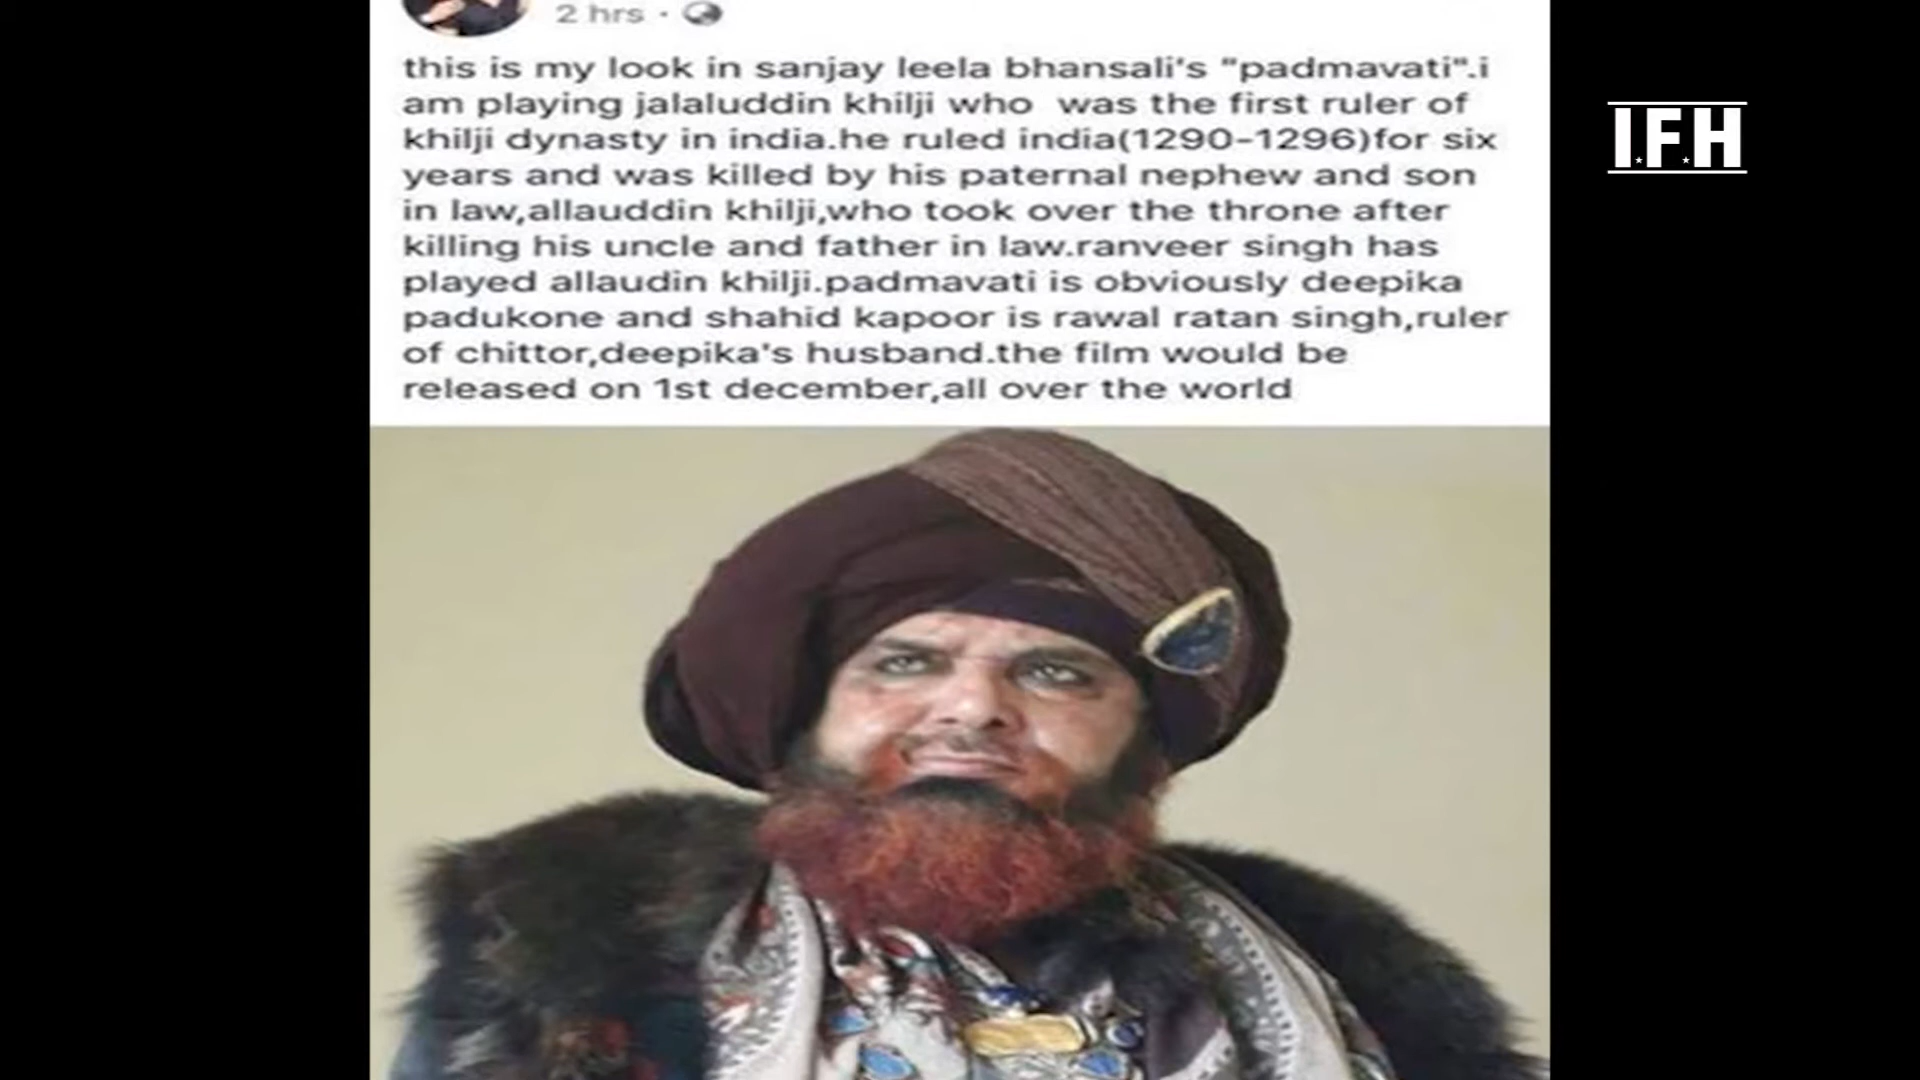 2 hrs ·
this is my look in sanjay leela bhansali's "padmavati".i
am playing jalaluddin khilji who was the first ruler of
khilji dynasty in india.he ruled india(1290-1296)for six
years and was killed by his paternal nephew and son
in law,allauddin khilji,who took over the throne after
killing his uncle and father in law.ranveer singh has
played allaudin khilji.padmavati is obviously deepika
padukone and shahid kapoor is rawal ratan singh,ruler
of chittor,deepika's husband.the film would be
released on 1st december,all over the world
I.F.H